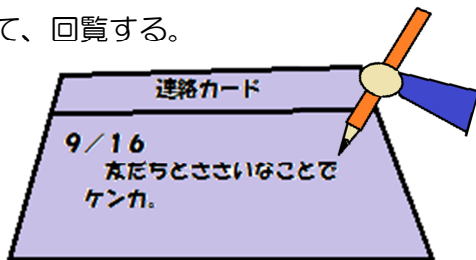 て、回覧する。
連絡カード
9／16
友だちとささいなことで
ケンカ。